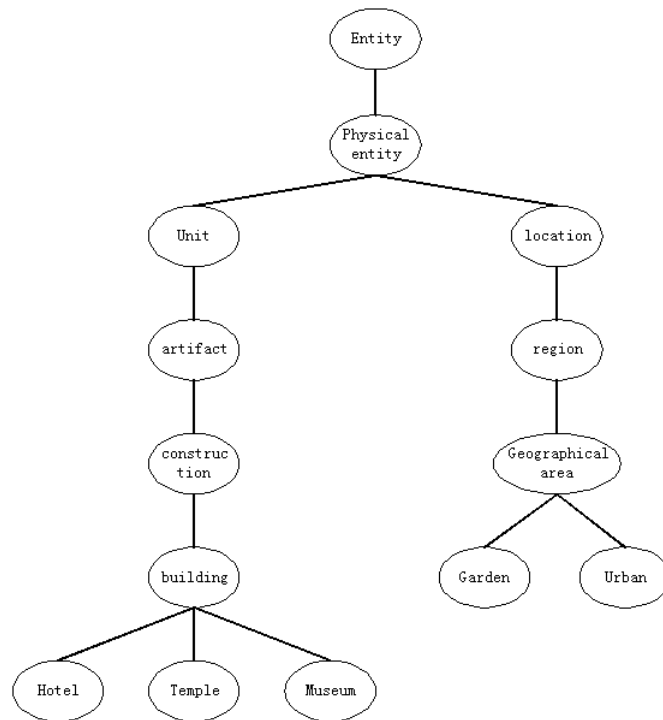 Entity
Physical
entity
Unit
location
artifact
region
construc
tion
Geographical
area
building
Garden
Urban
Hotel
Temple
Museum